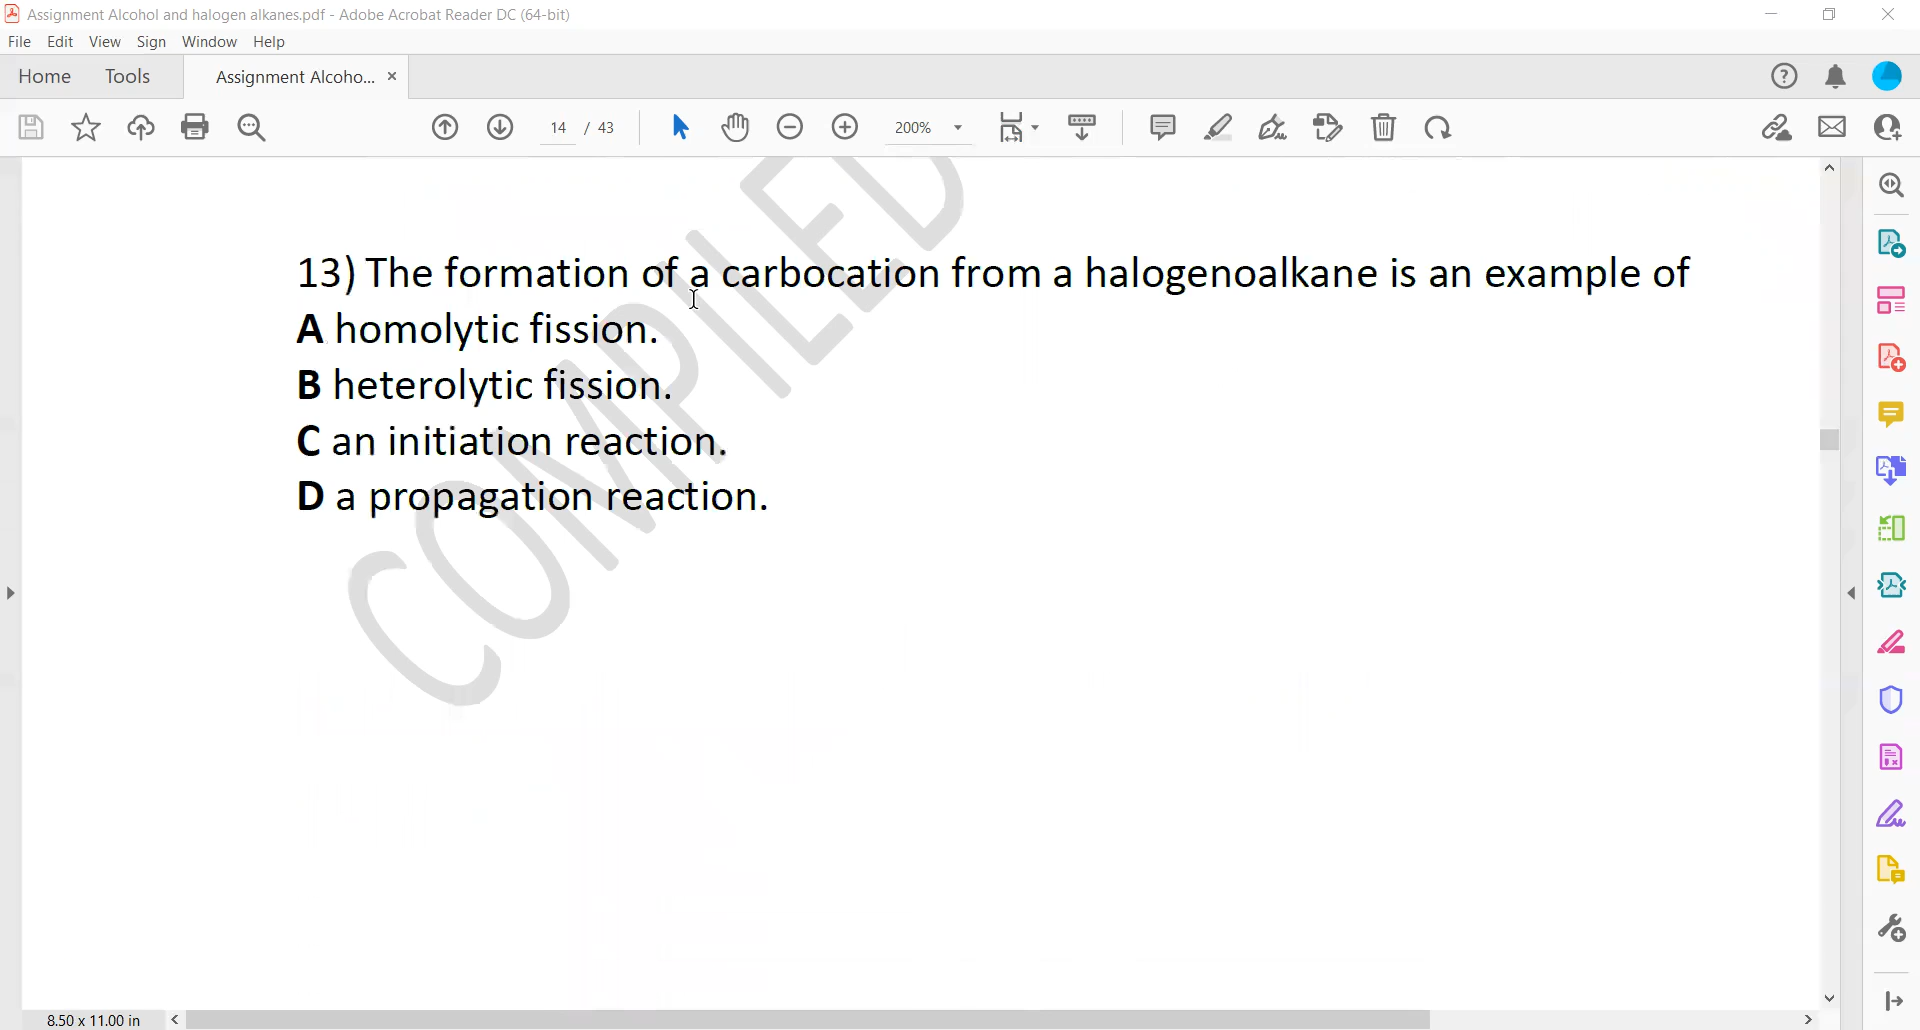 Assignment Alcohol and halogen alkanes.pdf - Adobe Acrobat Reader DC (64-bit)
File Edit View Sign Window Help
Home Tools Assignment Alcoho... ×
14 / 43 200%
COMPILED
13) The formation of a carbocation from a halogenoalkane is an example of
A homolytic fission.
B heterolytic fission.
C an initiation reaction.
D a propagation reaction.
8.50 x 11.00 in